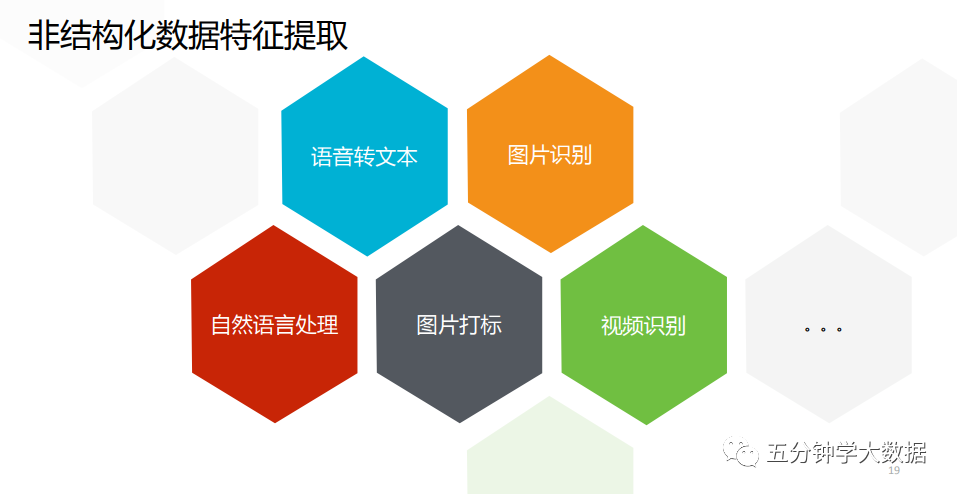 非结构化数据特征提取
语音转文本
图片识别
自然语言处理
图片打标
视频识别
。。。
五分钟学大数据
19